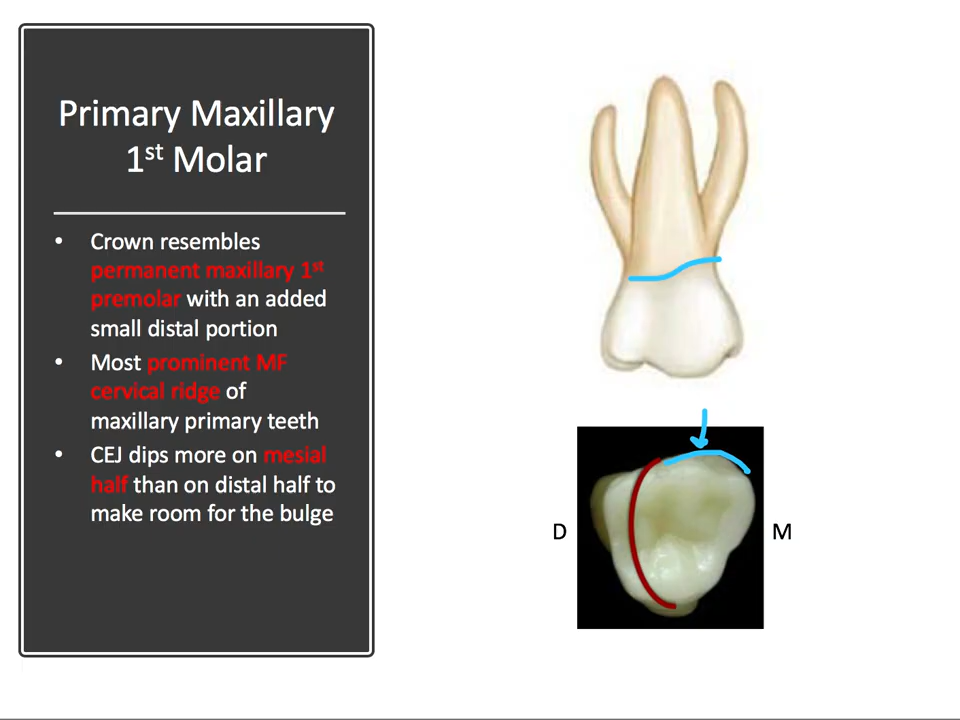 Primary Maxillary
1st Molar
• Crown resembles
permanent maxillary 1st
premolar with an added
small distal portion
• Most prominent MF
cervical ridge of
maxillary primary teeth
• CEJ dips more on mesial
half than on distal half to
make room for the bulge
D
M